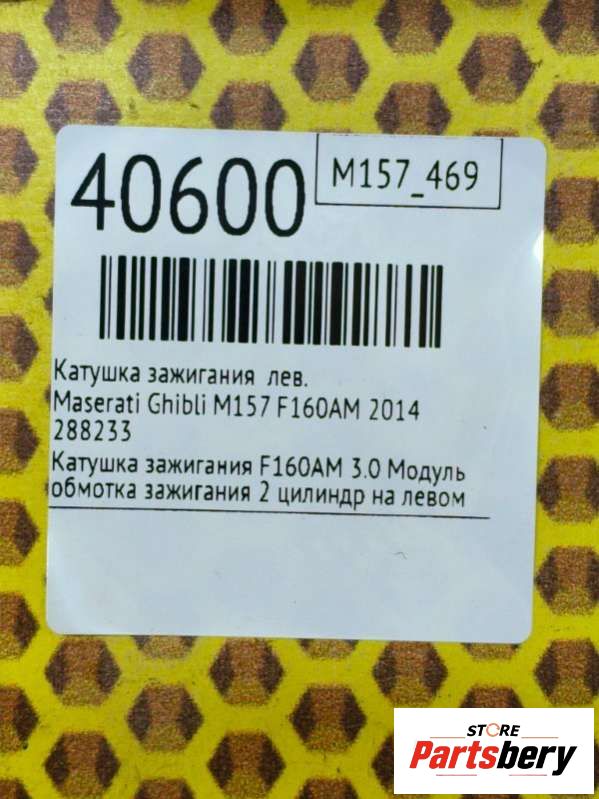 40600
M157_469
Катушка зажигания лев.
Maserati Ghibli M157 F160AM 2014
288233
Катушка зажигания F160AM 3.0 Модуль
обмотка зажигания 2 цилиндр на левом
STORE
Partsbery